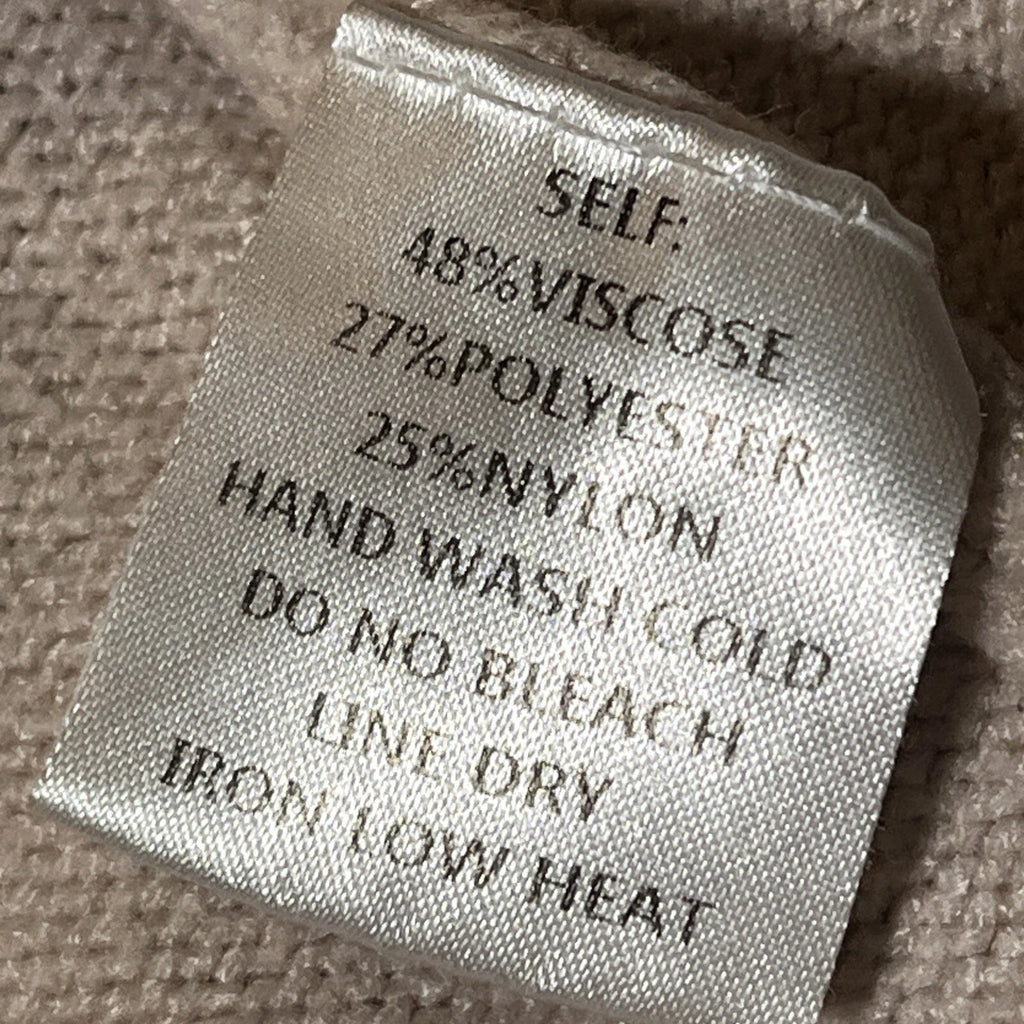 SELF:
48%VISCOSE
27%POLYESTER
25%NYLON
HAND WASH COLD
DO NO BLEACH
LINE DRY
IRON LOW HEAT